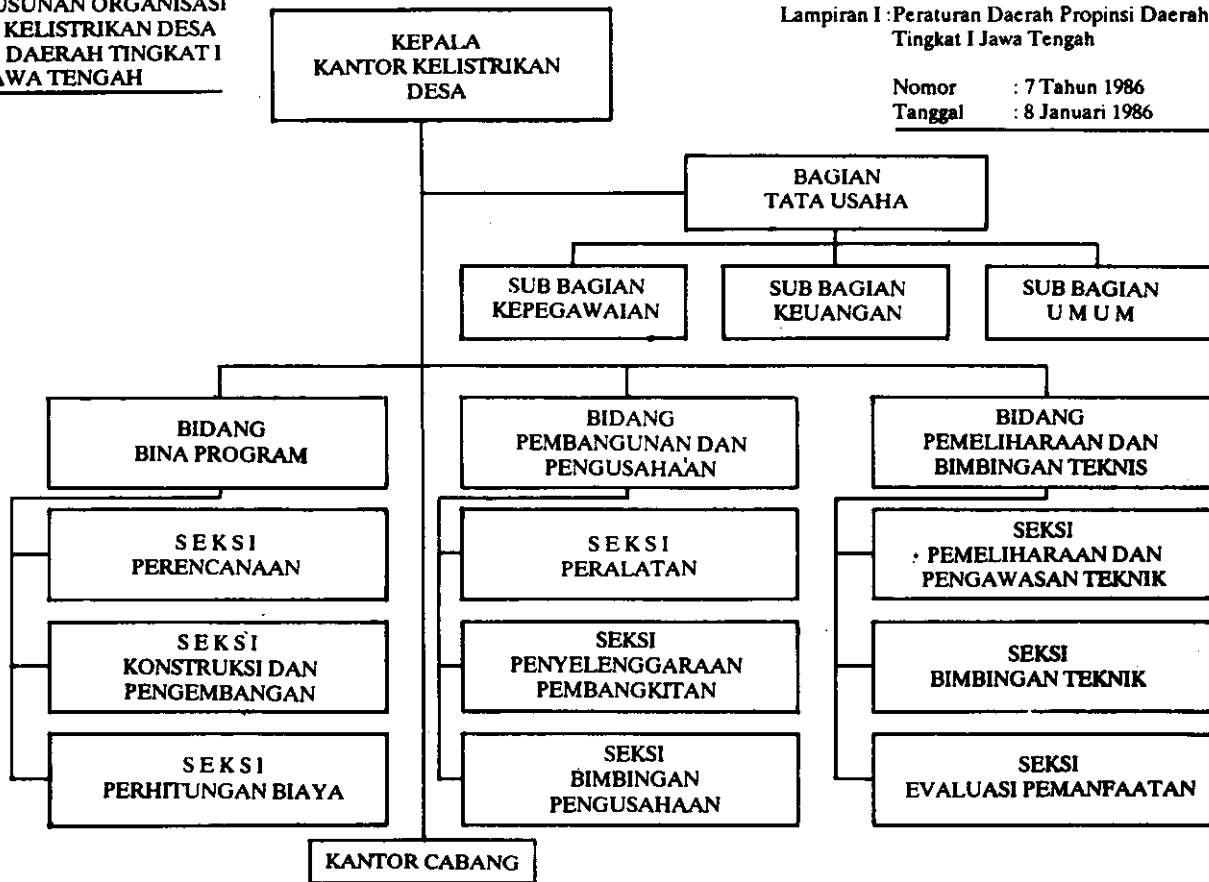 USUNAN ORGANISASI
KELISTRIKAN DESA
DAERAH TINGKAT I
AWA TENGAH
Lampiran I : Peraturan Daerah Propinsi Daerah
Tingkat I Jawa Tengah
Nomor : 7 Tahun 1986
Tanggal : 8 Januari 1986
KEPALA
KANTOR KELISTRIKAN
DESA
BAGIAN
TATA USAHA
SUB BAGIAN
KEPEGAWAIAN
SUB BAGIAN
KEUANGAN
SUB BAGIAN
U M U M
BIDANG
BINA PROGRAM
BIDANG
PEMBANGUNAN DAN
PENGUSAHAAN
BIDANG
PEMELIHARAAN DAN
BIMBINGAN TEKNIS
S E K S I
PERENCANAAN
S E K S I
PERALATAN
SEKSI
PEMELIHARAAN DAN
PENGAWASAN TEKNIK
S E K S I
KONSTRUKSI DAN
PENGEMBANGAN
SEKSI
PENYELENGGARAAN
PEMBANGKITAN
SEKSI
BIMBINGAN TEKNIK
S E K S I
PERHITUNGAN BIAYA
SEKSI
BIMBINGAN
PENGUSAHAAN
SEKSI
EVALUASI PEMANFAATAN
KANTOR CABANG